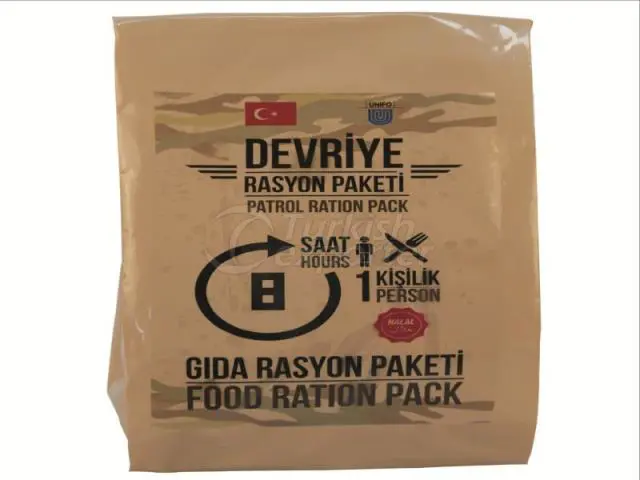 UNIFO
DEVRİYE
RASYON PAKETİ
PATROL RATION PACK
Turkish
SAAT
HOURS
8
1 KİŞİLİK
PERSON
HALAL
GIDA RASYON PAKETİ
FOOD RATION PACK